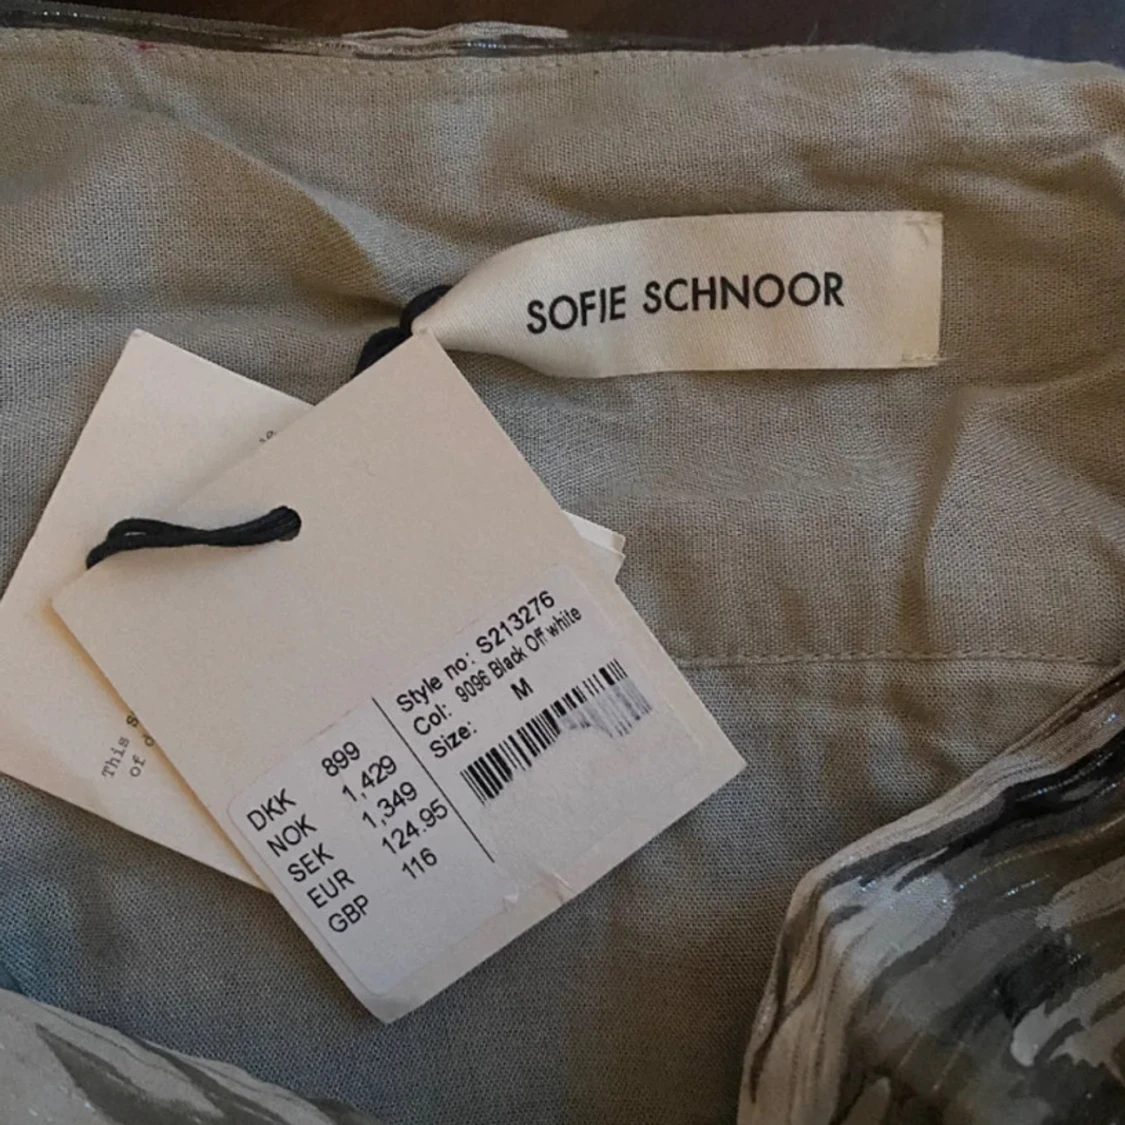 SOFIE SCHNOOR
Style no: S213276
Col: 9096 Black Off white
Size: M
DKK 899
NOK 1,429
SEK 1,349
EUR 124.95
GBP 116
This
of